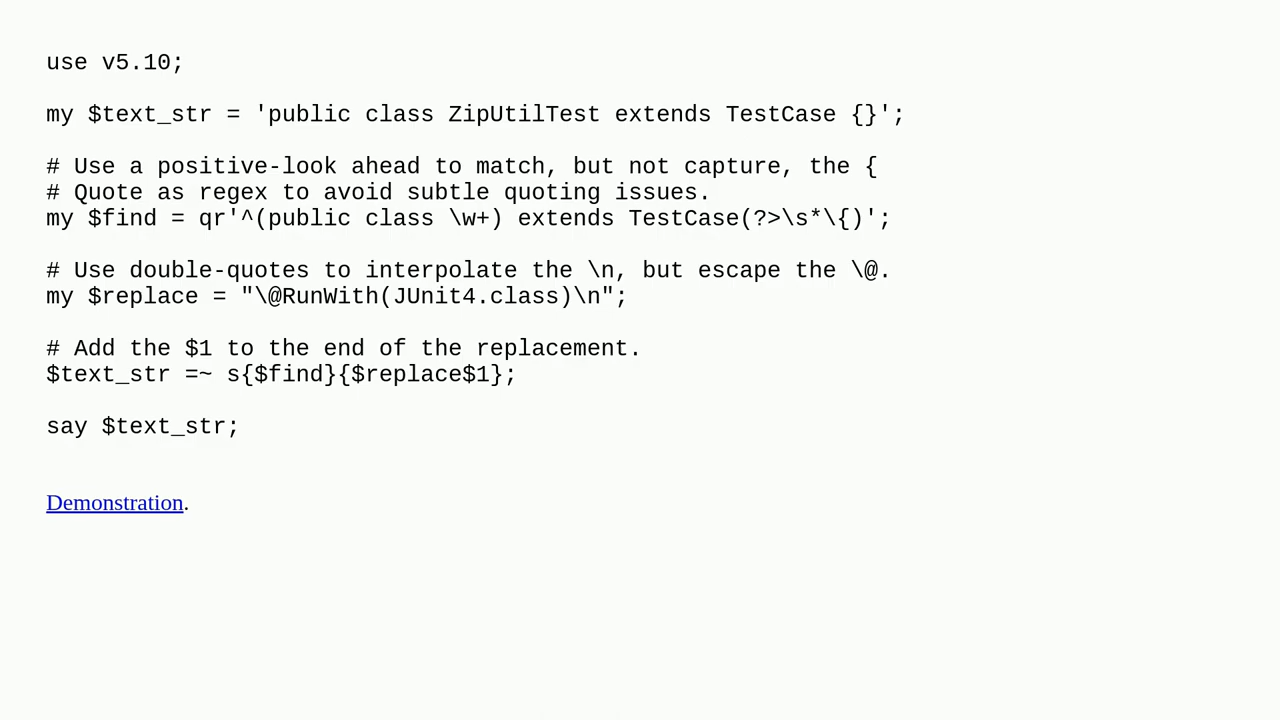 use v5.10;
my $text_str = 'public class ZipUtilTest extends TestCase {}';
# Use a positive-look ahead to match, but not capture, the {
# Quote as regex to avoid subtle quoting issues.
my $find = qr'^(public class \w+) extends TestCase(?>\s*\{)';
# Use double-quotes to interpolate the \n, but escape the \@.
my $replace = "\@RunWith(JUnit4.class)\n";
# Add the $1 to the end of the replacement.
$text_str =~ s{$find}{$replace$1};
say $text_str;
Demonstration.